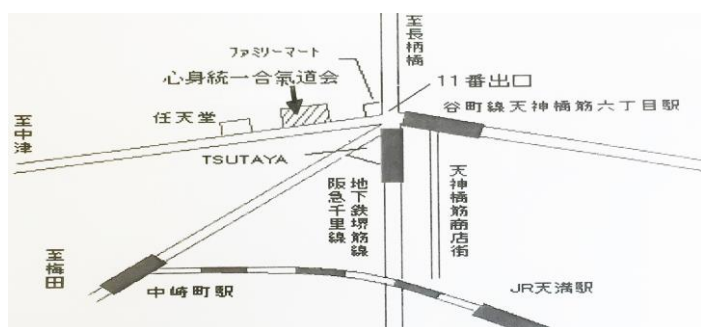 至長柄橋
ファミリーマート
心身統一合氣道会
11番出口
谷町線天神橋筋六丁目駅
任天堂
至中津
TSUTAYA
地下鉄堺筋線
阪急千里線
天神橋筋商店街
至梅田
中崎町駅
JR天満駅